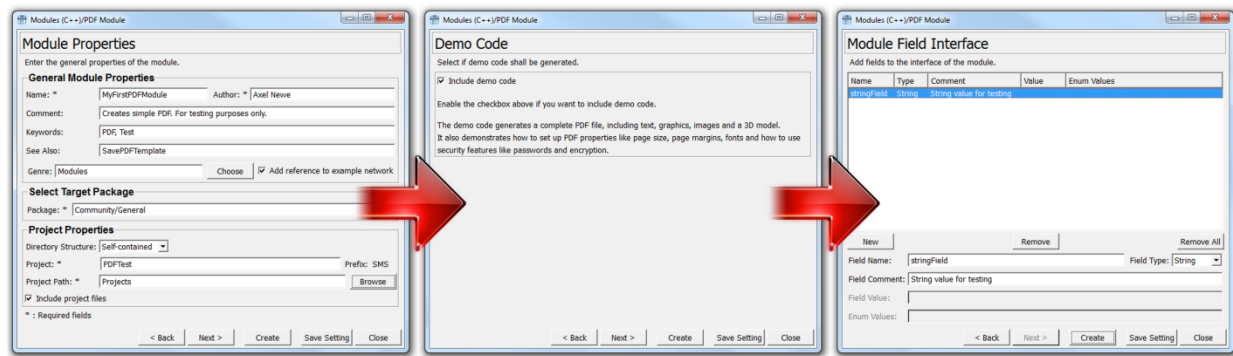 Modules (C++)/PDF Module
Module Properties
Enter the general properties of the module.
General Module Properties
Name: * MyFirstPDFModule Author: * Axel Newe
Comment: Creates simple PDF. For testing purposes only.
Keywords: PDF, Test
See Also: SavePDFTemplate
Genre: Modules Choose Add reference to example network
Select Target Package
Package: * Community/General
Project Properties
Directory Structure: Self-contained
Project: * PDFTest Prefix: SMS
Project Path: * Projects Browse
Include project files
* : Required fields
< Back Next > Create Save Setting Close
Modules (C++)/PDF Module
Demo Code
Select if demo code shall be generated.
Include demo code
Enable the checkbox above if you want to include demo code.
The demo code generates a complete PDF file, including text, graphics, images and a 3D model.
It also demonstrates how to set up PDF properties like page size, page margins, fonts and how to use
security features like passwords and encryption.
< Back Next > Create Save Setting Close
Modules (C++)/PDF Module
Module Field Interface
Add fields to the interface of the module.
Name Type Comment Value Enum Values
stringField String String value for testing
New Remove Remove All
Field Name: stringField Field Type: String
Field Comment: String value for testing
Field Value:
Enum Values:
< Back Next > Create Save Setting Close